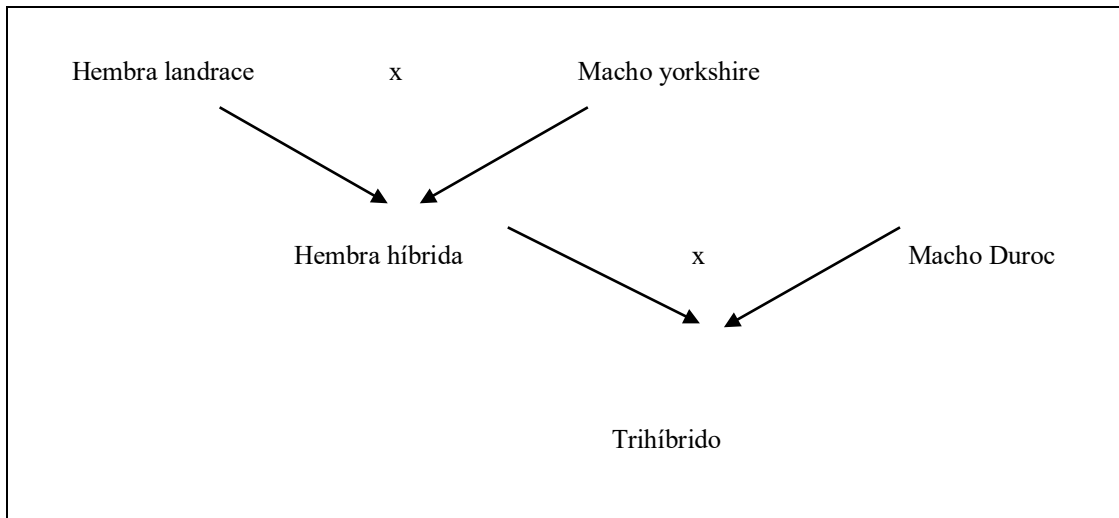 Hembra landrace x Macho yorkshire
Hembra híbrida x Macho Duroc
Trihíbrido